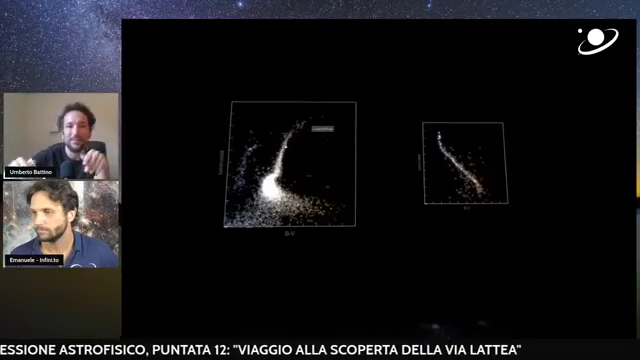 Umberto Battino
Emanuele - Infini.to
B-V
ESSIONE ASTROFISICO, PUNTATA 12: "VIAGGIO ALLA SCOPERTA DELLA VIA LATTEA"